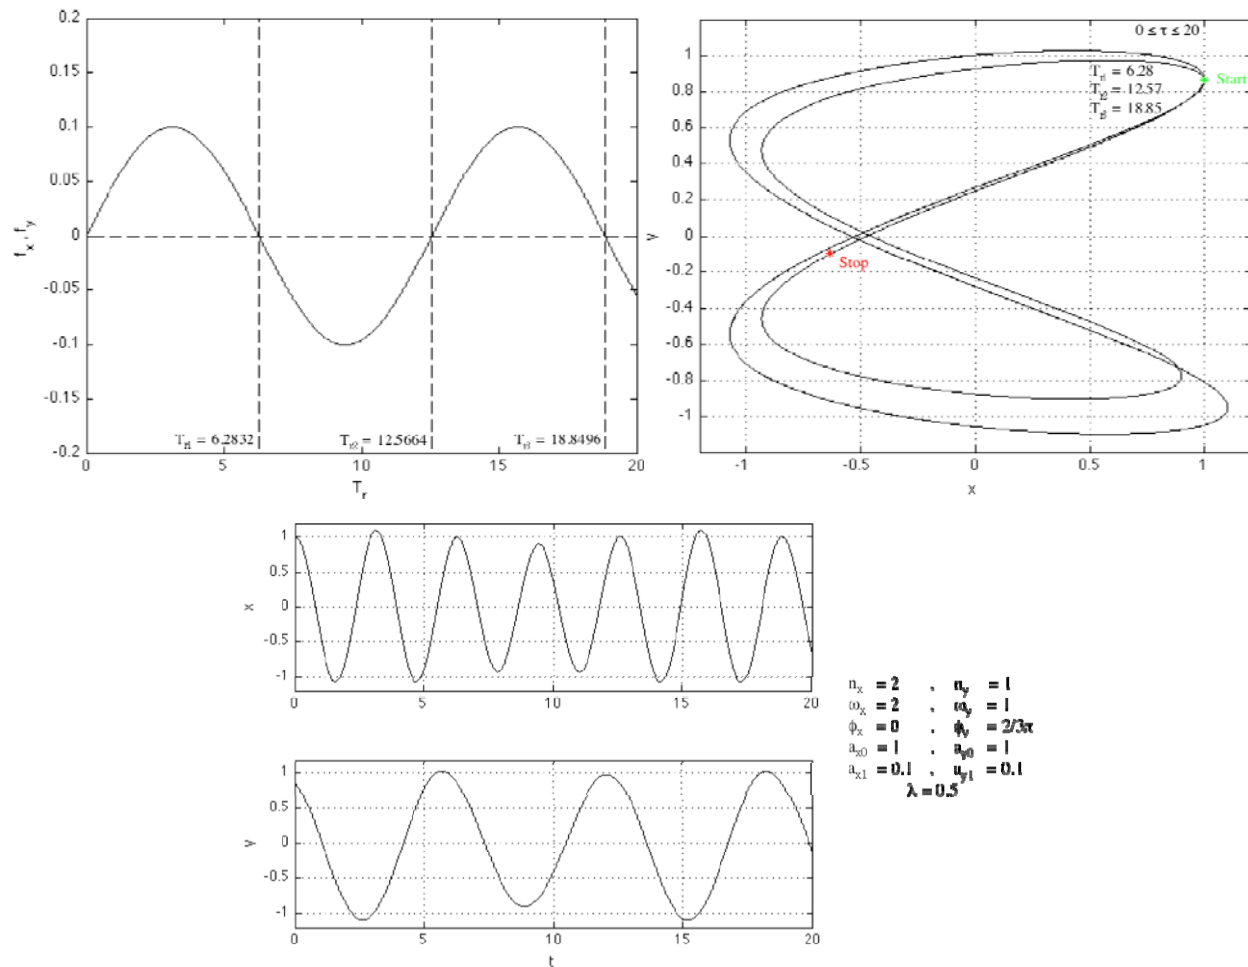 0.2
0.15
0.1
0.05
0
-0.05
-0.1
-0.15
-0.2
f_x , f_y
T_r1 = 6.2832
T_r2 = 12.5664
T_r3 = 18.8496
0 5 10 15 20
T_r
0 ≤ τ ≤ 20
T_r1 = 6.28
T_r2 = 12.57
T_r3 = 18.85
Start
Stop
1
0.8
0.6
0.4
0.2
0
-0.2
-0.4
-0.6
-0.8
-1
y
-1 -0.5 0 0.5 1
x
1
0.5
0
-0.5
-1
x
0 5 10 15 20
1
0.5
0
-0.5
-1
y
0 5 10 15 20
t
n_x = 2 , n_y = 1
ω_x = 2 , ω_y = 1
ϕ_x = 0 , ϕ_y = 2/3π
a_x0 = 1 , a_y0 = 1
a_x1 = 0.1 , a_y1 = 0.1
λ = 0.5